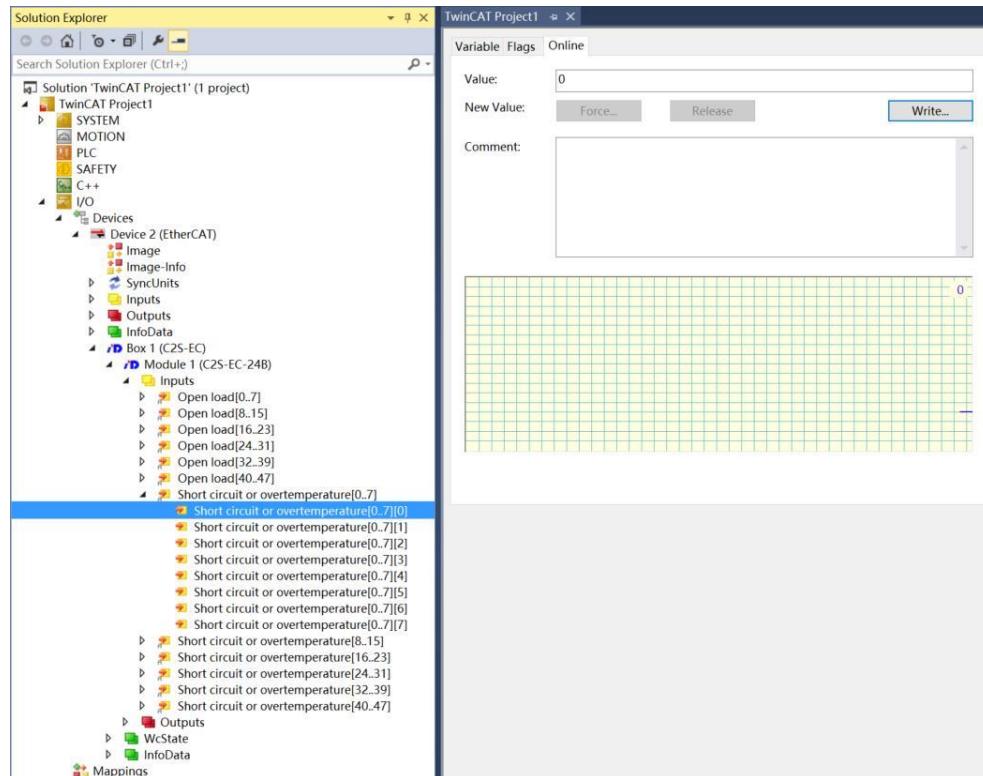 Solution Explorer
Search Solution Explorer (Ctrl+;)
Solution 'TwinCAT Project1' (1 project)
TwinCAT Project1
SYSTEM
MOTION
PLC
SAFETY
C++
I/O
Devices
Device 2 (EtherCAT)
Image
Image-Info
SyncUnits
Inputs
Outputs
InfoData
Box 1 (C2S-EC)
Module 1 (C2S-EC-24B)
Inputs
Open load[0..7]
Open load[8..15]
Open load[16..23]
Open load[24..31]
Open load[32..39]
Open load[40..47]
Short circuit or overtemperature[0..7]
Short circuit or overtemperature[0..7][0]
Short circuit or overtemperature[0..7][1]
Short circuit or overtemperature[0..7][2]
Short circuit or overtemperature[0..7][3]
Short circuit or overtemperature[0..7][4]
Short circuit or overtemperature[0..7][5]
Short circuit or overtemperature[0..7][6]
Short circuit or overtemperature[0..7][7]
Short circuit or overtemperature[8..15]
Short circuit or overtemperature[16..23]
Short circuit or overtemperature[24..31]
Short circuit or overtemperature[32..39]
Short circuit or overtemperature[40..47]
Outputs
WcState
InfoData
Mappings
TwinCAT Project1
Variable Flags Online
Value: 0
New Value: Force... Release Write...
Comment:
0